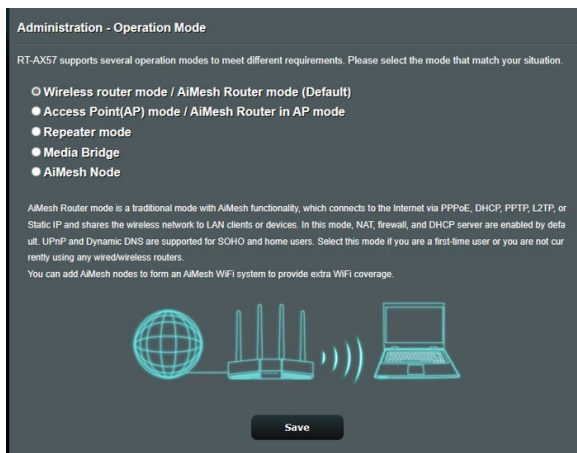 Administration - Operation Mode
RT-AX57 supports several operation modes to meet different requirements. Please select the mode that match your situation.
Wireless router mode / AiMesh Router mode (Default)
Access Point(AP) mode / AiMesh Router in AP mode
Repeater mode
Media Bridge
AiMesh Node
AiMesh Router mode is a traditional mode with AiMesh functionality, which connects to the Internet via PPPoE, DHCP, PPTP, L2TP, or
Static IP and shares the wireless network to LAN clients or devices. In this mode, NAT, firewall, and DHCP server are enabled by defa
ult. UPnP and Dynamic DNS are supported for SOHO and home users. Select this mode if you are a first-time user or you are not cur
rently using any wired/wireless routers.
You can add AiMesh nodes to form an AiMesh WiFi system to provide extra WiFi coverage.
Save